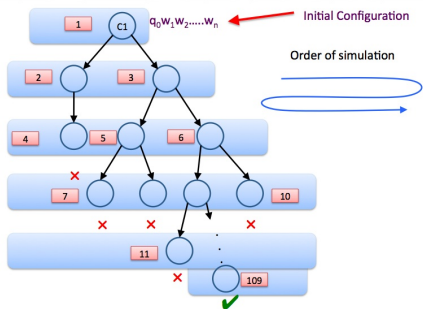 Initial Configuration
1 C1 q₀w₁w₂.....wₙ
Order of simulation
2 3
4 5 6
7 10
11
109